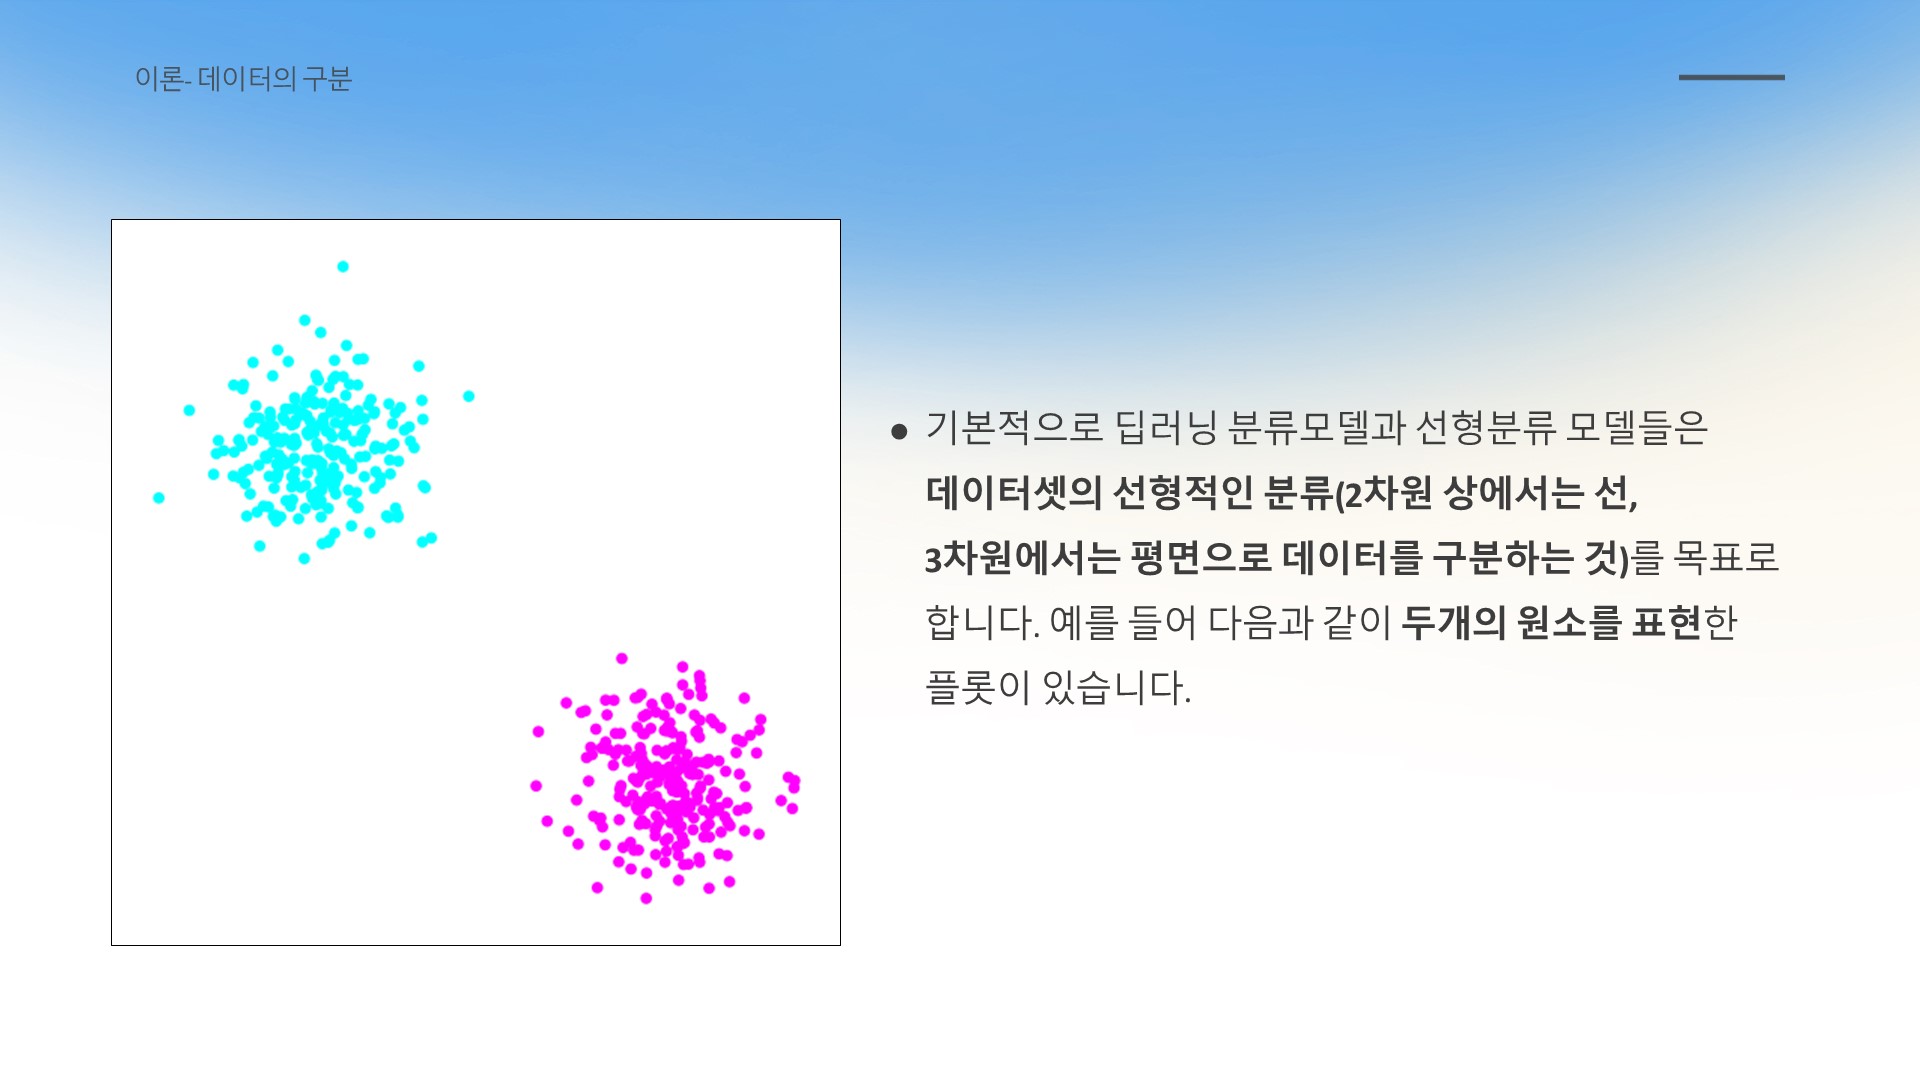 이론- 데이터의 구분
● 기본적으로 딥러닝 분류모델과 선형분류 모델들은
데이터셋의 선형적인 분류(2차원 상에서는 선,
3차원에서는 평면으로 데이터를 구분하는 것)를 목표로
합니다. 예를 들어 다음과 같이 두개의 원소를 표현한
플롯이 있습니다.